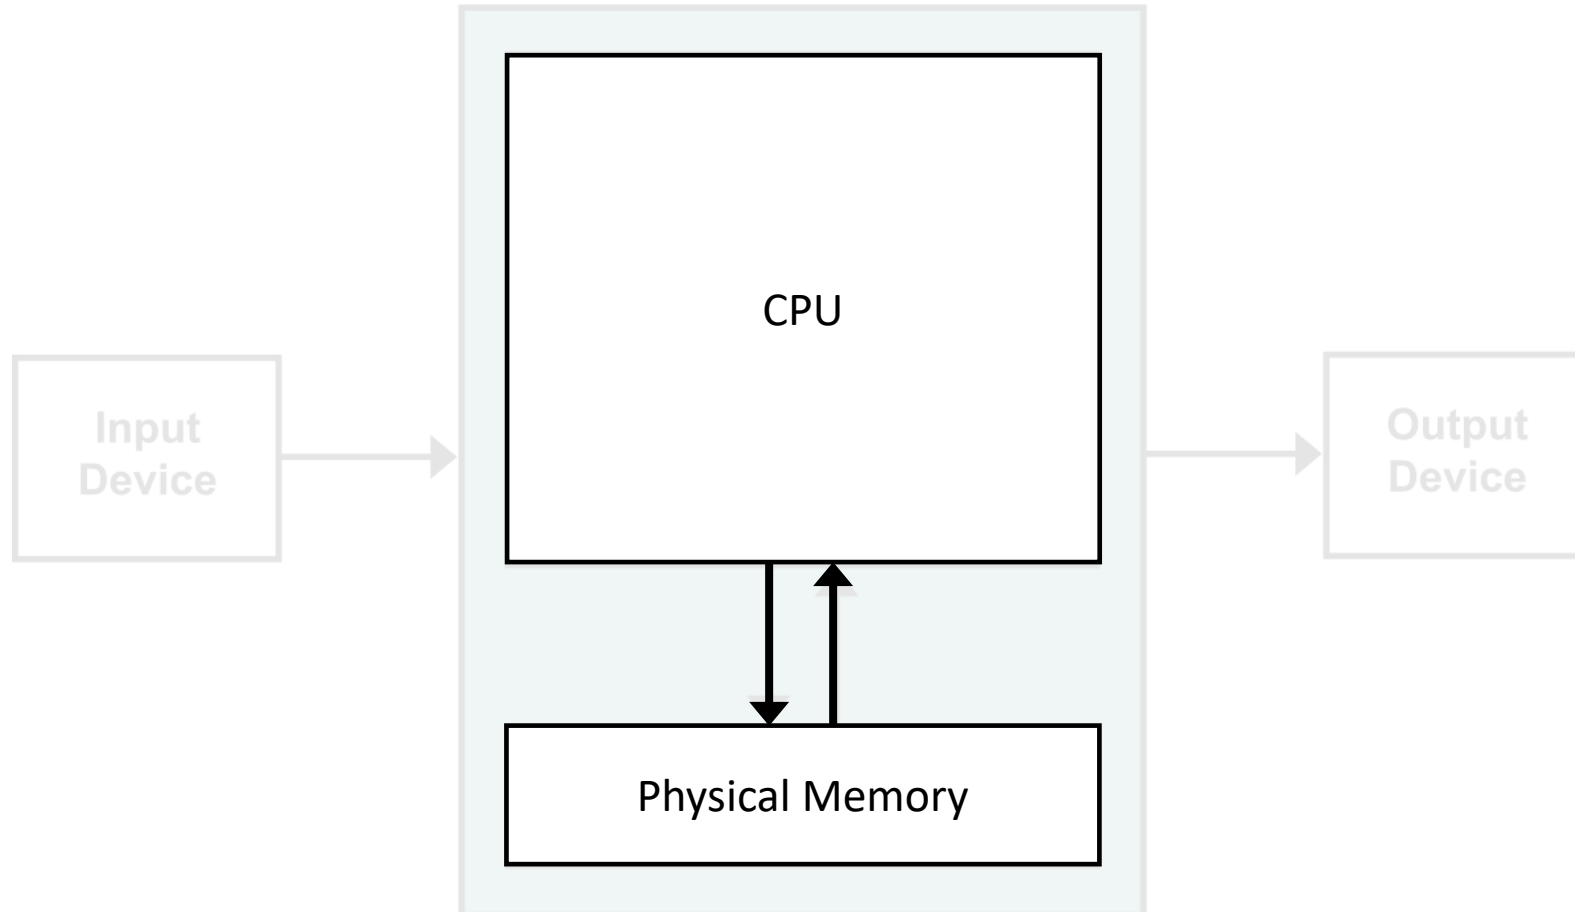 CPU
Input
Device
Output
Device
Physical Memory